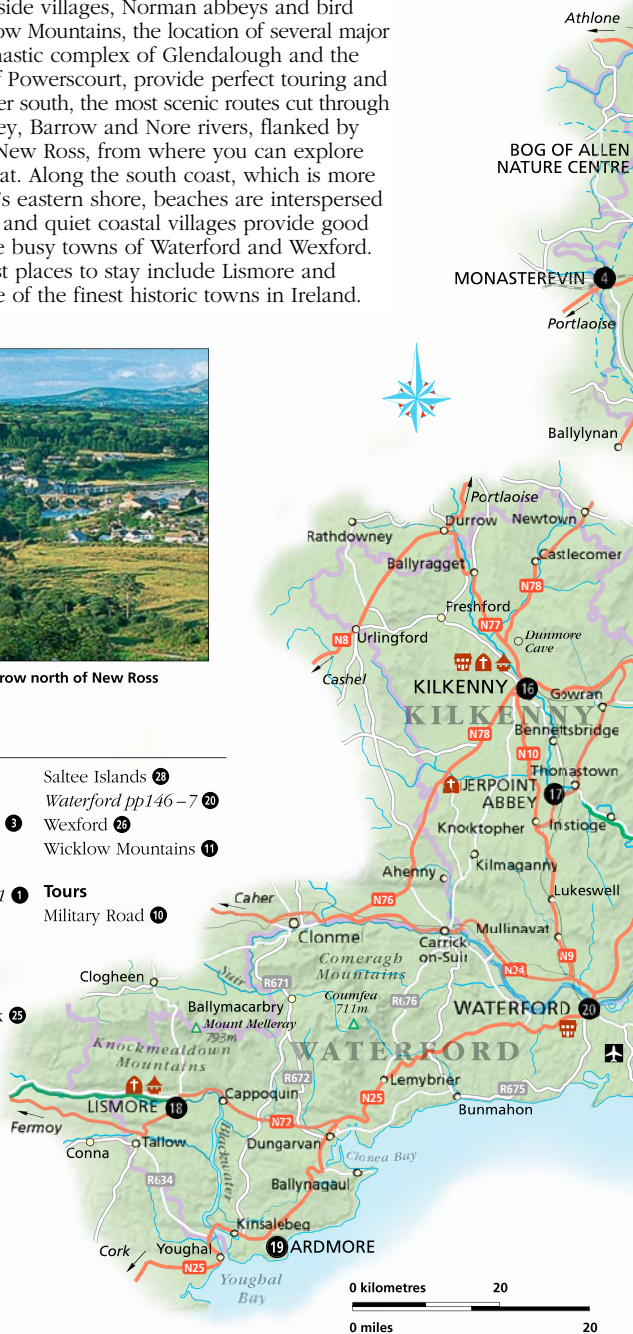 side villages, Norman abbeys and bird
ow Mountains, the location of several major
nastic complex of Glendalough and the
f Powerscourt, provide perfect touring and
er south, the most scenic routes cut through
ey, Barrow and Nore rivers, flanked by
New Ross, from where you can explore
at. Along the south coast, which is more
's eastern shore, beaches are interspersed
and quiet coastal villages provide good
e busy towns of Waterford and Wexford.
st places to stay include Lismore and
e of the finest historic towns in Ireland.
row north of New Ross
Saltee Islands 28
Waterford pp146–7 20
3
Wexford 26
Wicklow Mountains 11
1 1
Tours
Military Road 10
k 25
Athlone
BOG OF ALLEN
NATURE CENTRE
MONASTEREVIN 4
Portlaoise
Ballylynan
Portlaoise
Durrow
Newtown
Rathdowney
Castlecomer
Ballyragget
N78
Freshford
N77
N8
Urlingford
Dunmore
Cave
Cashel
KILKENNY 16
Gowran
KILKENNY
Bennettsbridge
N78
N10
Thomastown
JERPOINT
ABBEY 17
Knocktopher
Inistioge
Kilmaganny
Ahenny
Lukeswell
Caher
N76
Clonme
Mullinavat
Carrick-
on-Suir
Comeragh
Mountains
N9
N24
Clogheen
Suir
R671
Coumfea
711m
R676
Ballymacarbry
WATERFORD 20
Mount Melleray
793m
Knockmealdown
Mountains
WATERFORD
R672
Lemybrier
R675
Cappoquin
N25
LISMORE 18
Bunmahon
Fermoy
N72
Conna
Tallow
Dungarvan
Blackwater
Clonea Bay
R634
Ballynagaul
Kinsalebeg
Cork
Youghal
19 ARDMORE
N25
Youghal
Bay
0 kilometres 20
0 miles 20